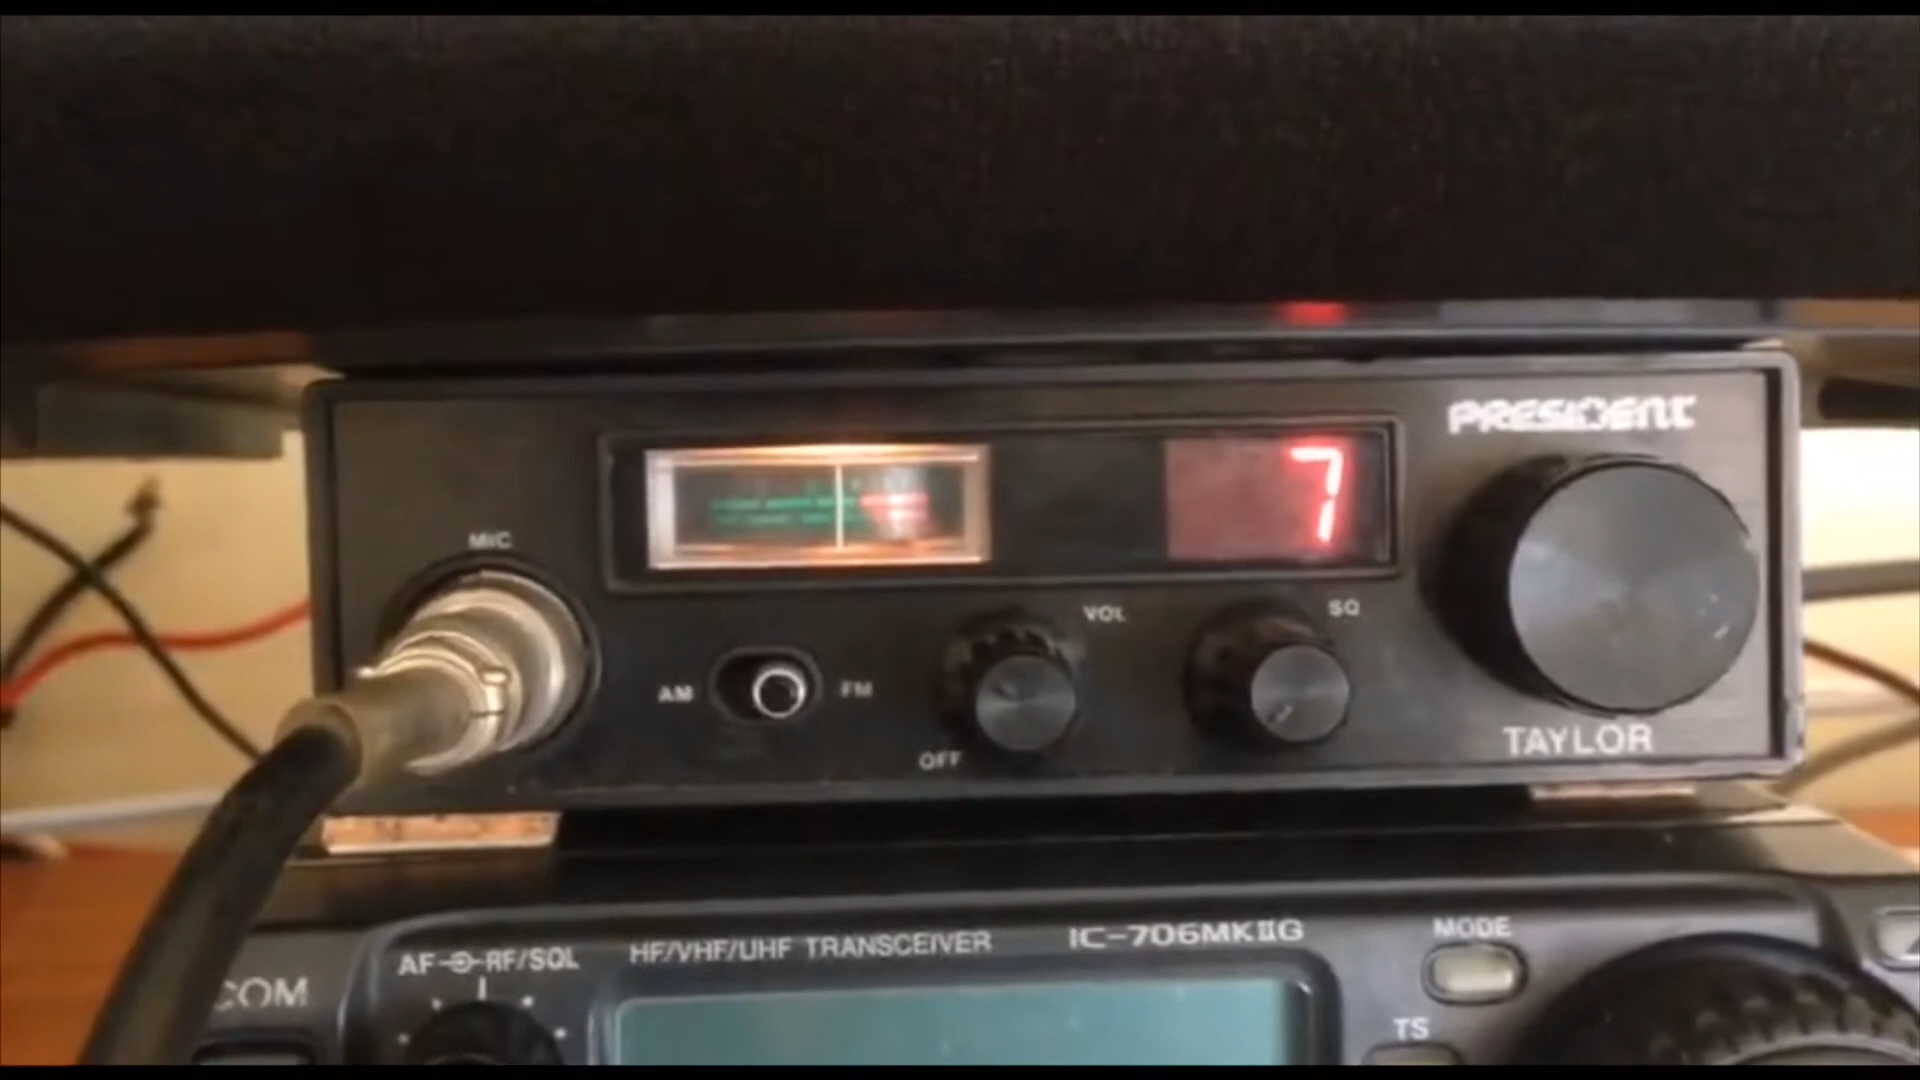 PRESIDENT
7
MIC
VOL
SQ
AM
FM
OFF
TAYLOR
HF/VHF/UHF TRANSCEIVER
IC-706MKIIG
MODE
AF RF/SQL
COM
TS